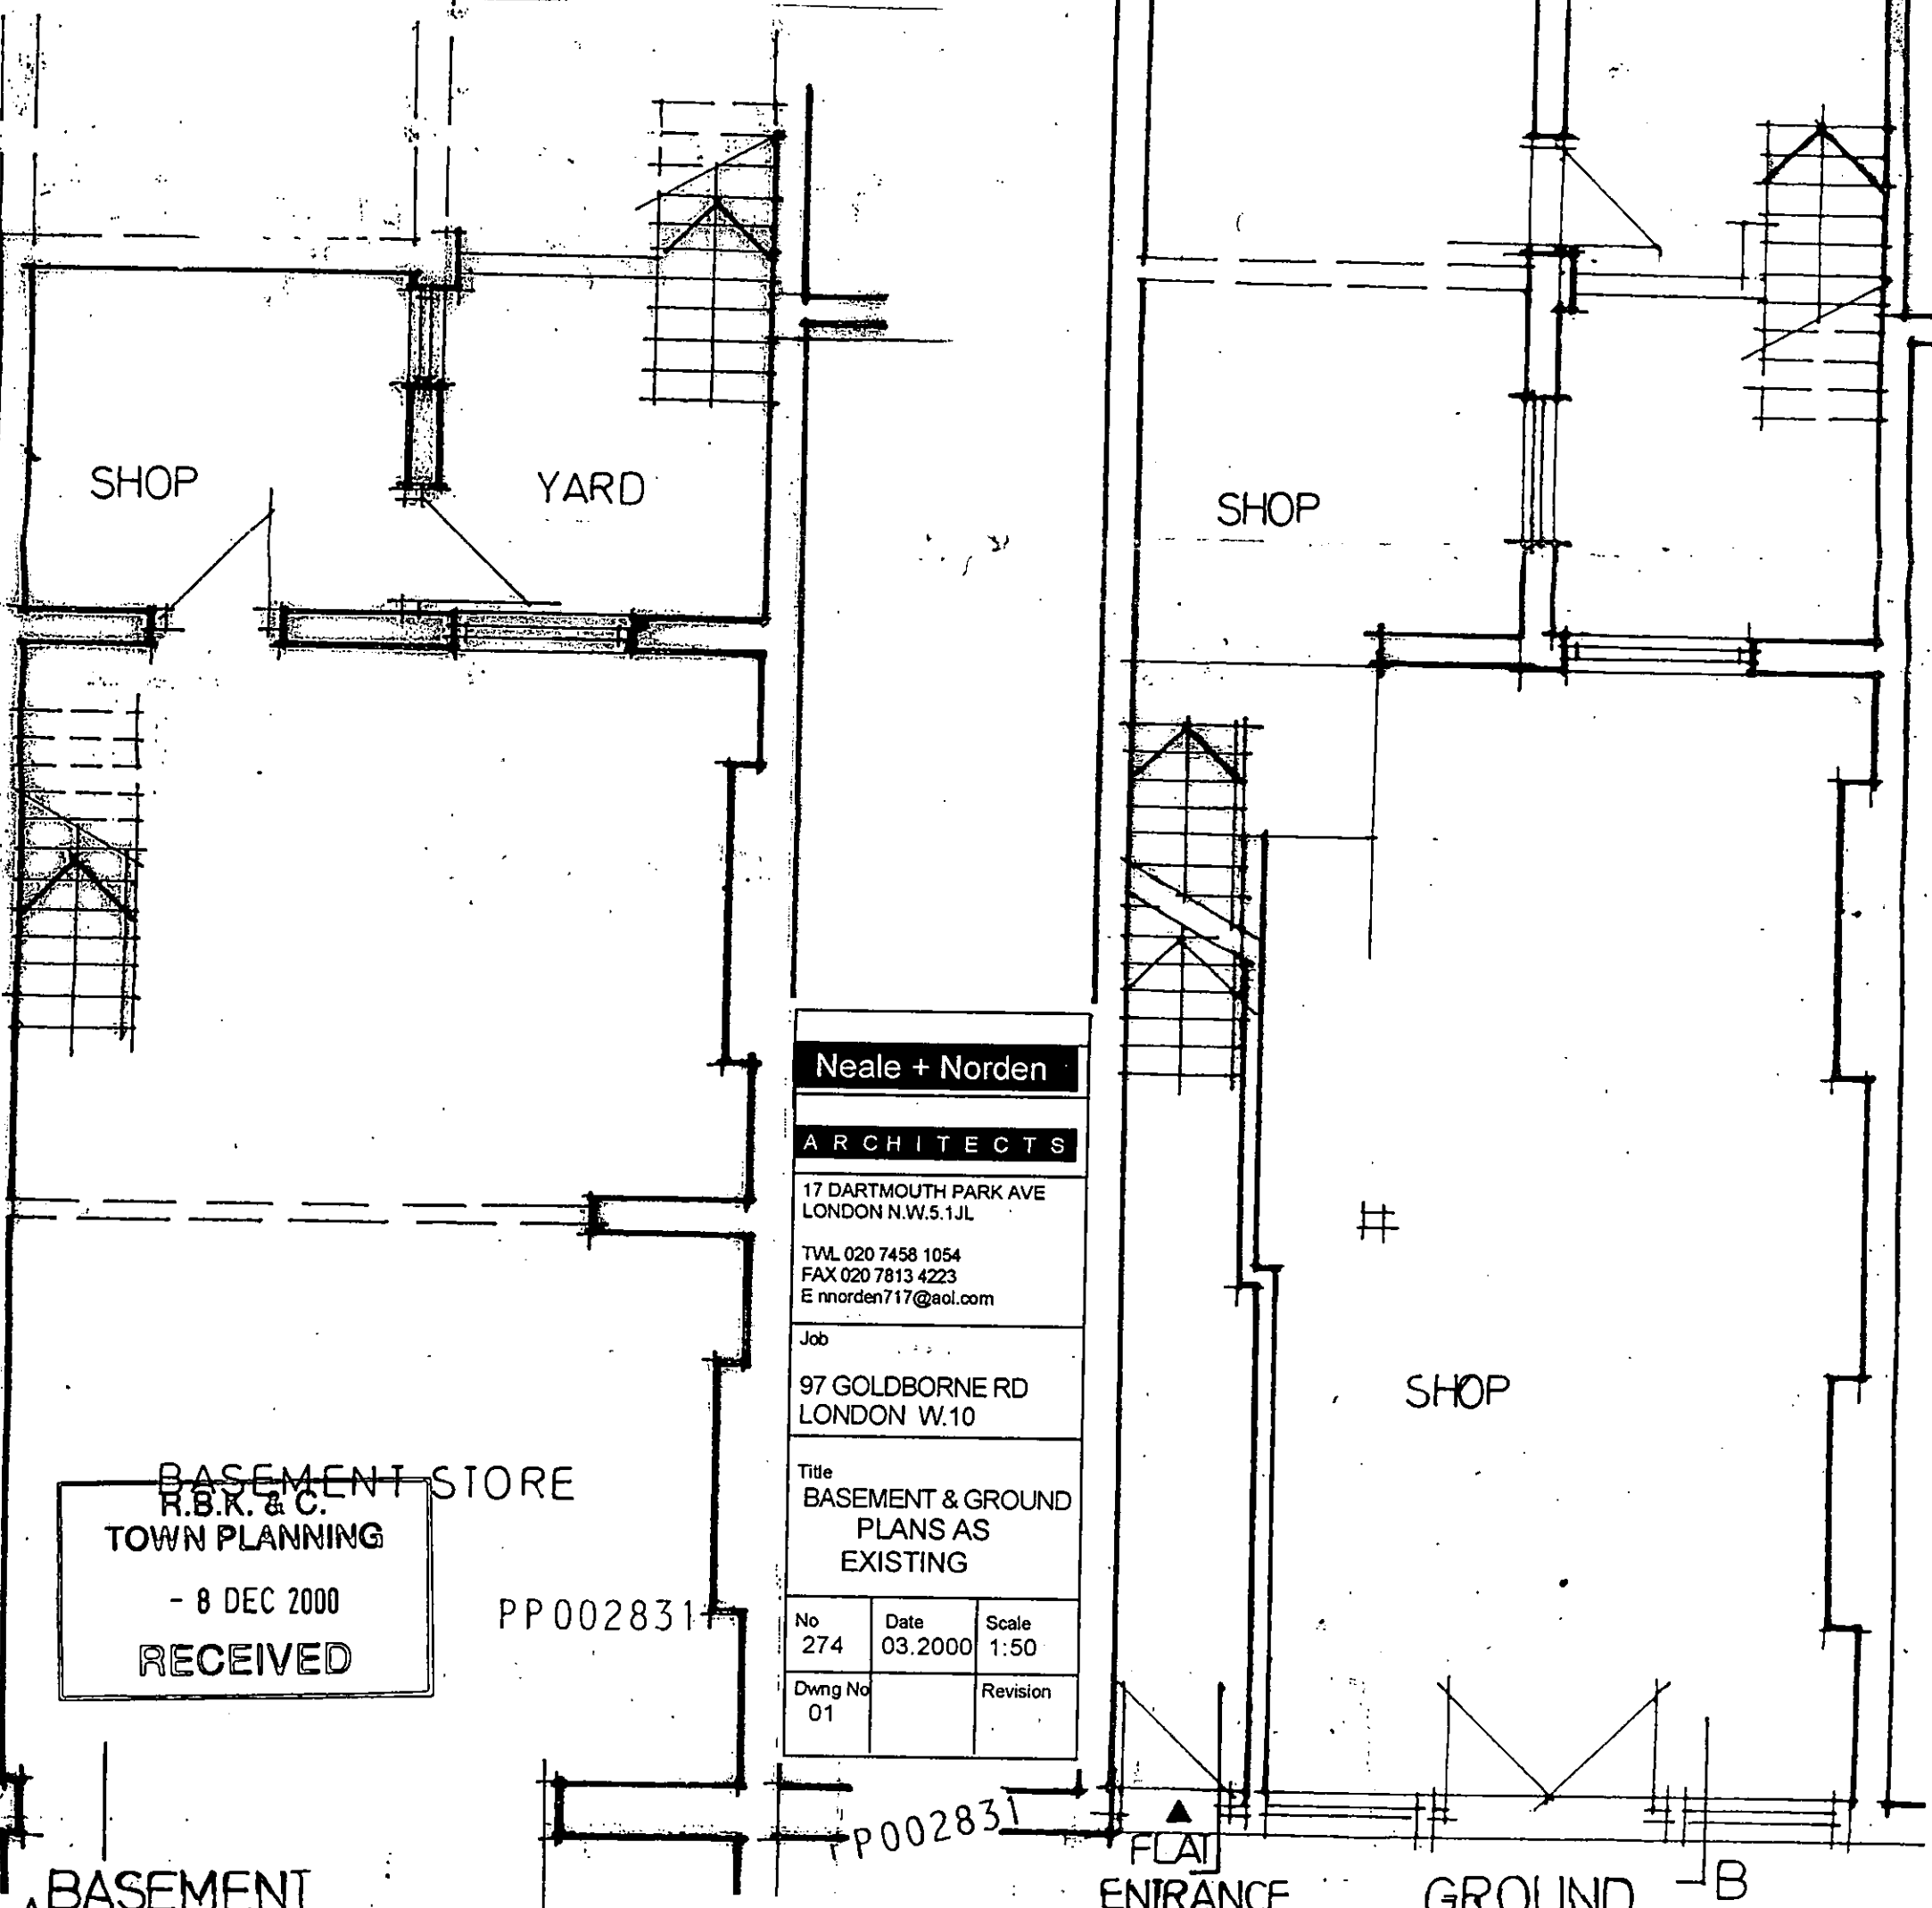 SHOP
YARD
SHOP
Neale + Norden
ARCHITECTS
17 DARTMOUTH PARK AVE
LONDON N.W.5.1JL
TWL 020 7458 1054
FAX 020 7813 4223
E nnorden717@aol.com
Job
97 GOLDBORNE RD
LONDON W.10
Title
BASEMENT & GROUND
PLANS AS
EXISTING
No
274
Date
03.2000
Scale
1:50
Dwng No
01
Revision
SHOP
BASEMENT STORE
R.B.K. & C.
TOWN PLANNING
- 8 DEC 2000
RECEIVED
PP002831
PP002831
FLAT
ENTRANCE
BASEMENT
GROUND
B